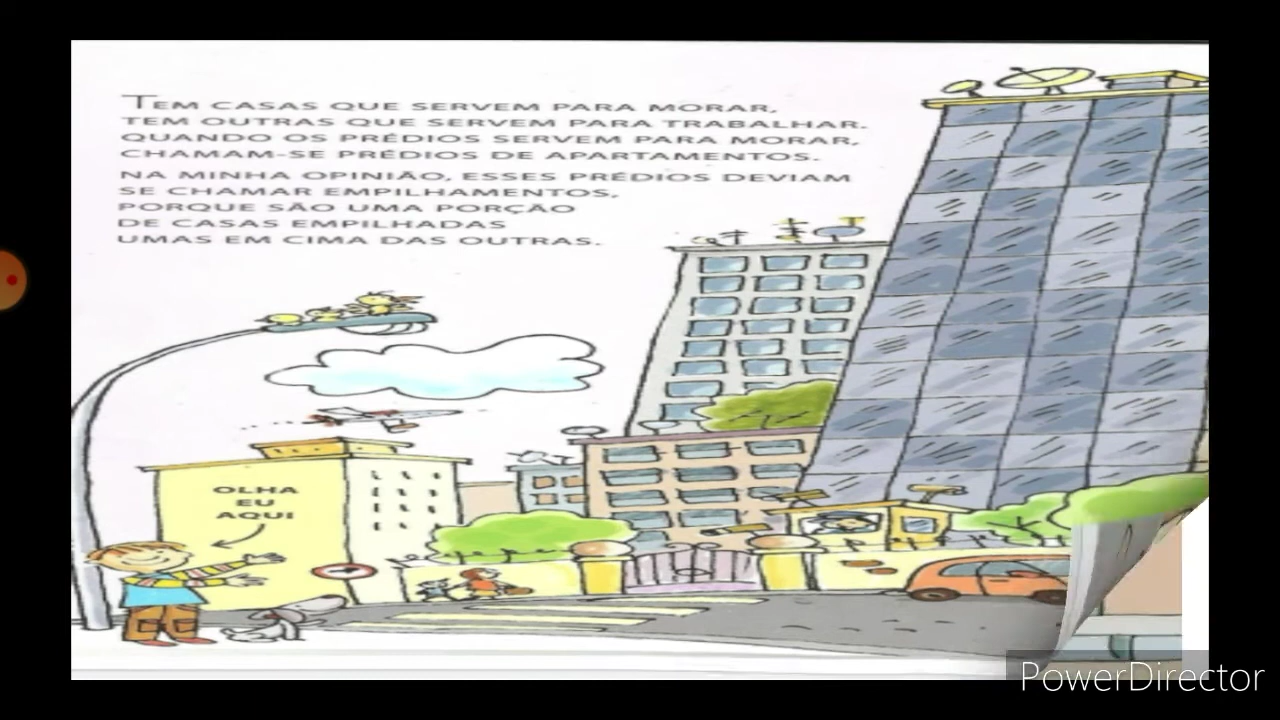 TEM CASAS QUE SERVEM PARA MORAR,
TEM OUTRAS QUE SERVEM PARA TRABALHAR.
QUANDO OS PRÉDIOS SERVEM PARA MORAR,
CHAMAM-SE PRÉDIOS DE APARTAMENTOS.
NA MINHA OPINIÃO, ESSES PRÉDIOS DEVIAM
SE CHAMAR EMPILHAMENTOS,
PORQUE SÃO UMA PORÇÃO
DE CASAS EMPILHADAS
UMAS EM CIMA DAS OUTRAS.
OLHA
EU
AQUI
PowerDirector